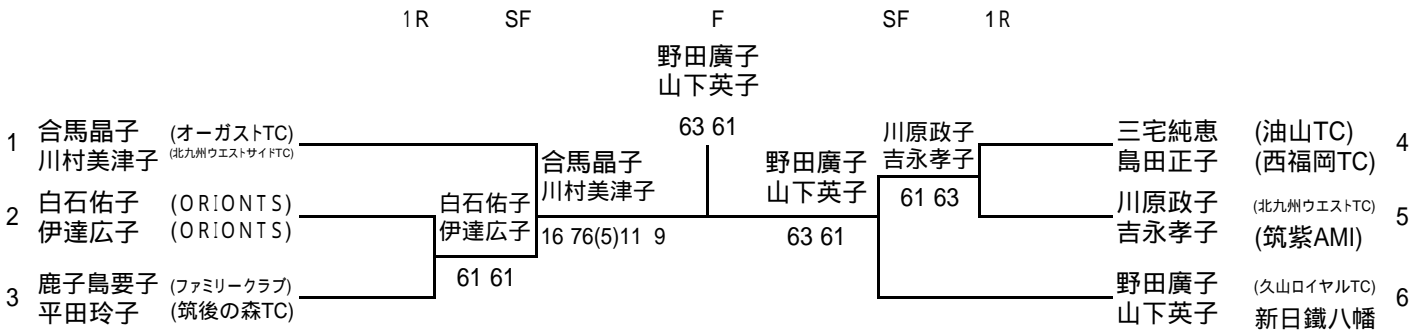 1R SF F SF 1R
野田廣子
山下英子
63 61
1 合馬晶子 (オーガストTC)
川村美津子 (北九州ウエストサイドTC)
2 白石佑子 (ORIONTS)
伊達広子 (ORIONTS)
3 鹿子島要子 (ファミリークラブ)
平田玲子 (筑後の森TC)
白石佑子
伊達広子
61 61
合馬晶子
川村美津子
16 76(5)11 9
野田廣子
山下英子
63 61
川原政子
吉永孝子
61 63
三宅純恵 (油山TC) 4
島田正子 (西福岡TC)
川原政子 (北九州ウエストTC) 5
吉永孝子 (筑紫AMI)
野田廣子 (久山ロイヤルTC) 6
山下英子 新日鐵八幡